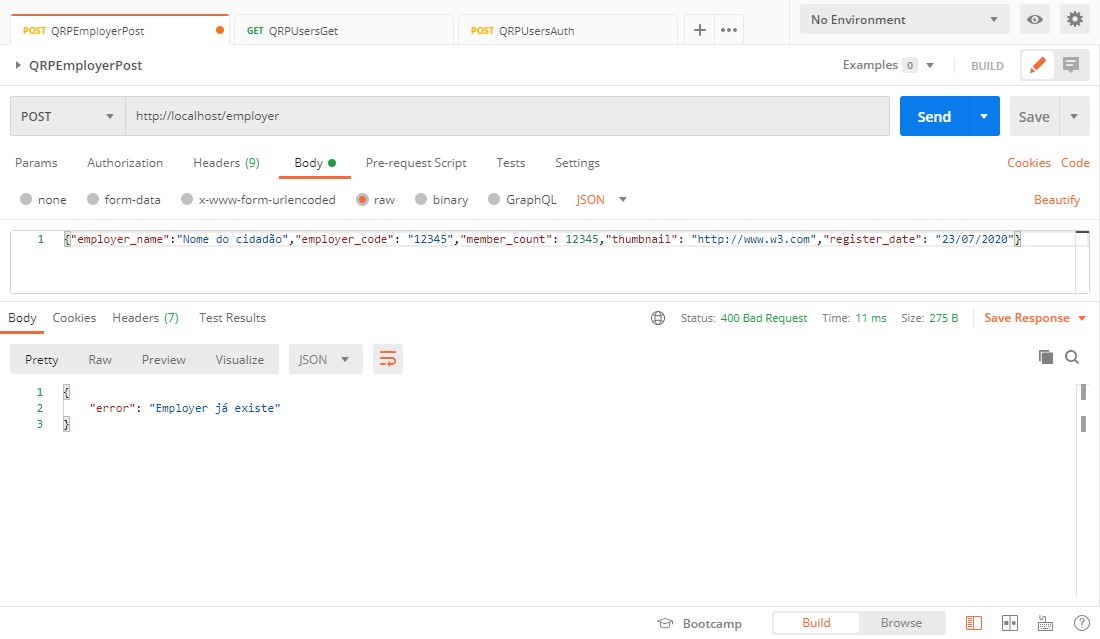 POST QRPEmployerPost GET QRPUsersGet POST QRPUsersAuth No Environment
QRPEmployerPost Examples 0 BUILD
POST http://localhost/employer Send Save
Params Authorization Headers (9) Body Pre-request Script Tests Settings Cookies Code
none form-data x-www-form-urlencoded raw binary GraphQL JSON Beautify
1 {"employer_name":"Nome do cidadão","employer_code": "12345","member_count": 12345,"thumbnail": "http://www.w3.com","register_date": "23/07/2020"}
Body Cookies Headers (7) Test Results Status: 400 Bad Request Time: 11 ms Size: 275 B Save Response
Pretty Raw Preview Visualize JSON
1 {
2 "error": "Employer já existe"
3 }
Bootcamp Build Browse ?